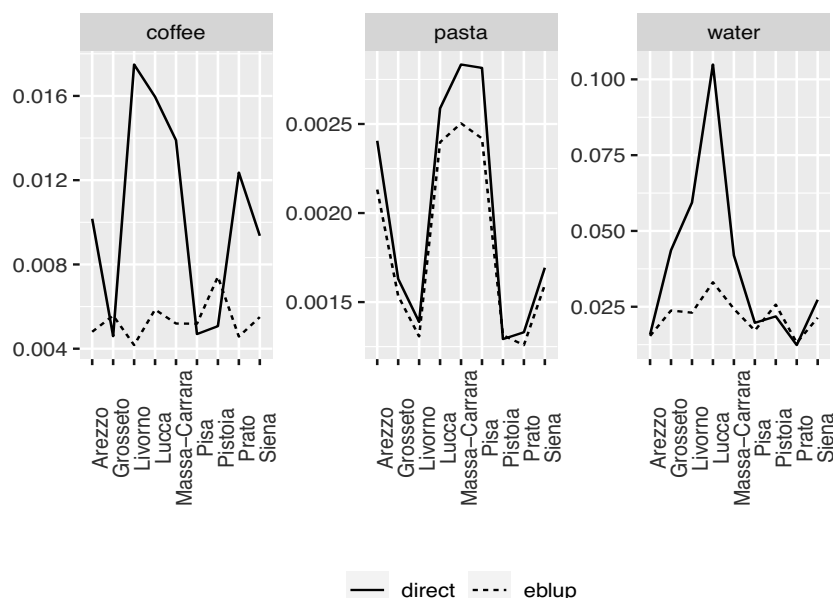 coffee pasta water
0.016
0.012
0.008
0.004
0.0025
0.0020
0.0015
0.100
0.075
0.050
0.025
Arezzo
Grosseto
Livorno
Lucca
Massa−Carrara
Pisa
Pistoia
Prato
Siena
Arezzo
Grosseto
Livorno
Lucca
Massa−Carrara
Pisa
Pistoia
Prato
Siena
Arezzo
Grosseto
Livorno
Lucca
Massa−Carrara
Pisa
Pistoia
Prato
Siena
direct eblup